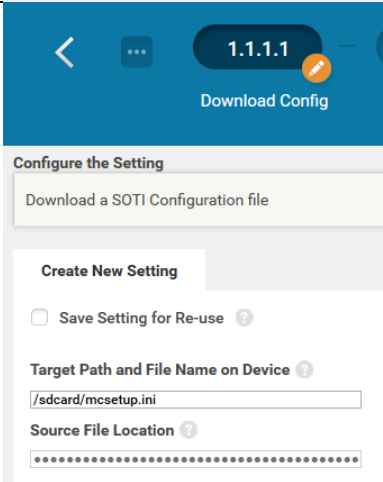 1.1.1.1
Download Config
Configure the Setting
Download a SOTI Configuration file
Create New Setting
Save Setting for Re-use ?
Target Path and File Name on Device ?
/sdcard/mcsetup.ini
Source File Location ?
••••••••••••••••••••••••••••••••••••••••